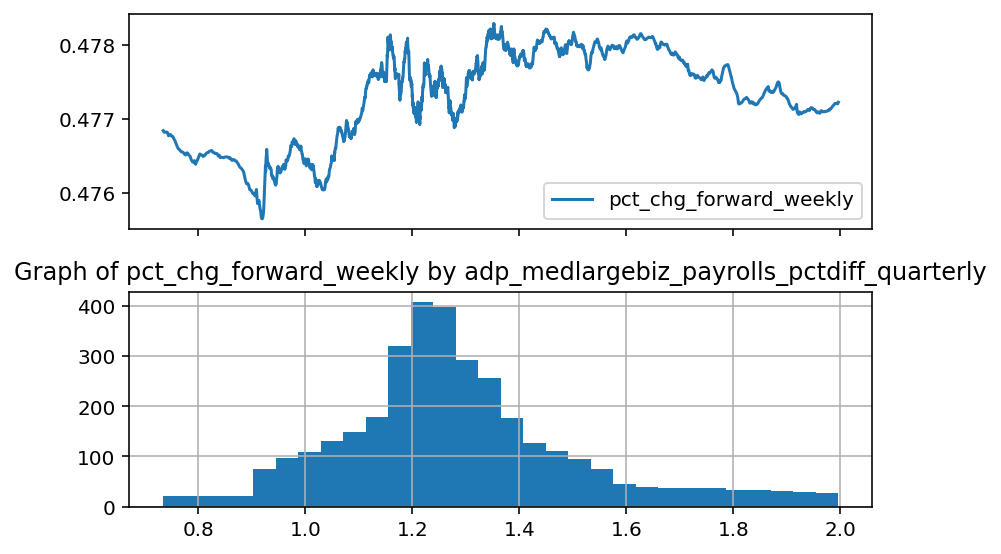 0.478
0.477
0.476
pct_chg_forward_weekly
Graph of pct_chg_forward_weekly by adp_medlargebiz_payrolls_pctdiff_quarterly
400
300
200
100
0
0.8 1.0 1.2 1.4 1.6 1.8 2.0